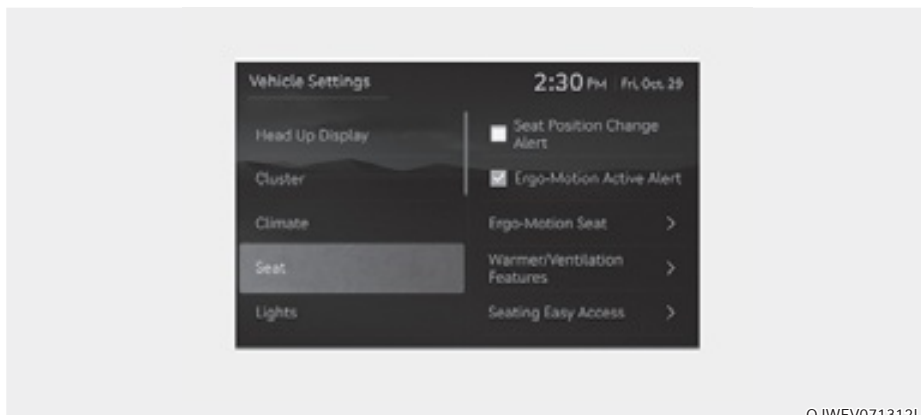 Vehicle Settings
2:30 PM Fri, Oct. 29
Head Up Display
Cluster
Climate
Seat
Lights
Seat Position Change
Alert
Ergo-Motion Active Alert
Ergo-Motion Seat
Warmer/Ventilation
Features
Seating Easy Access